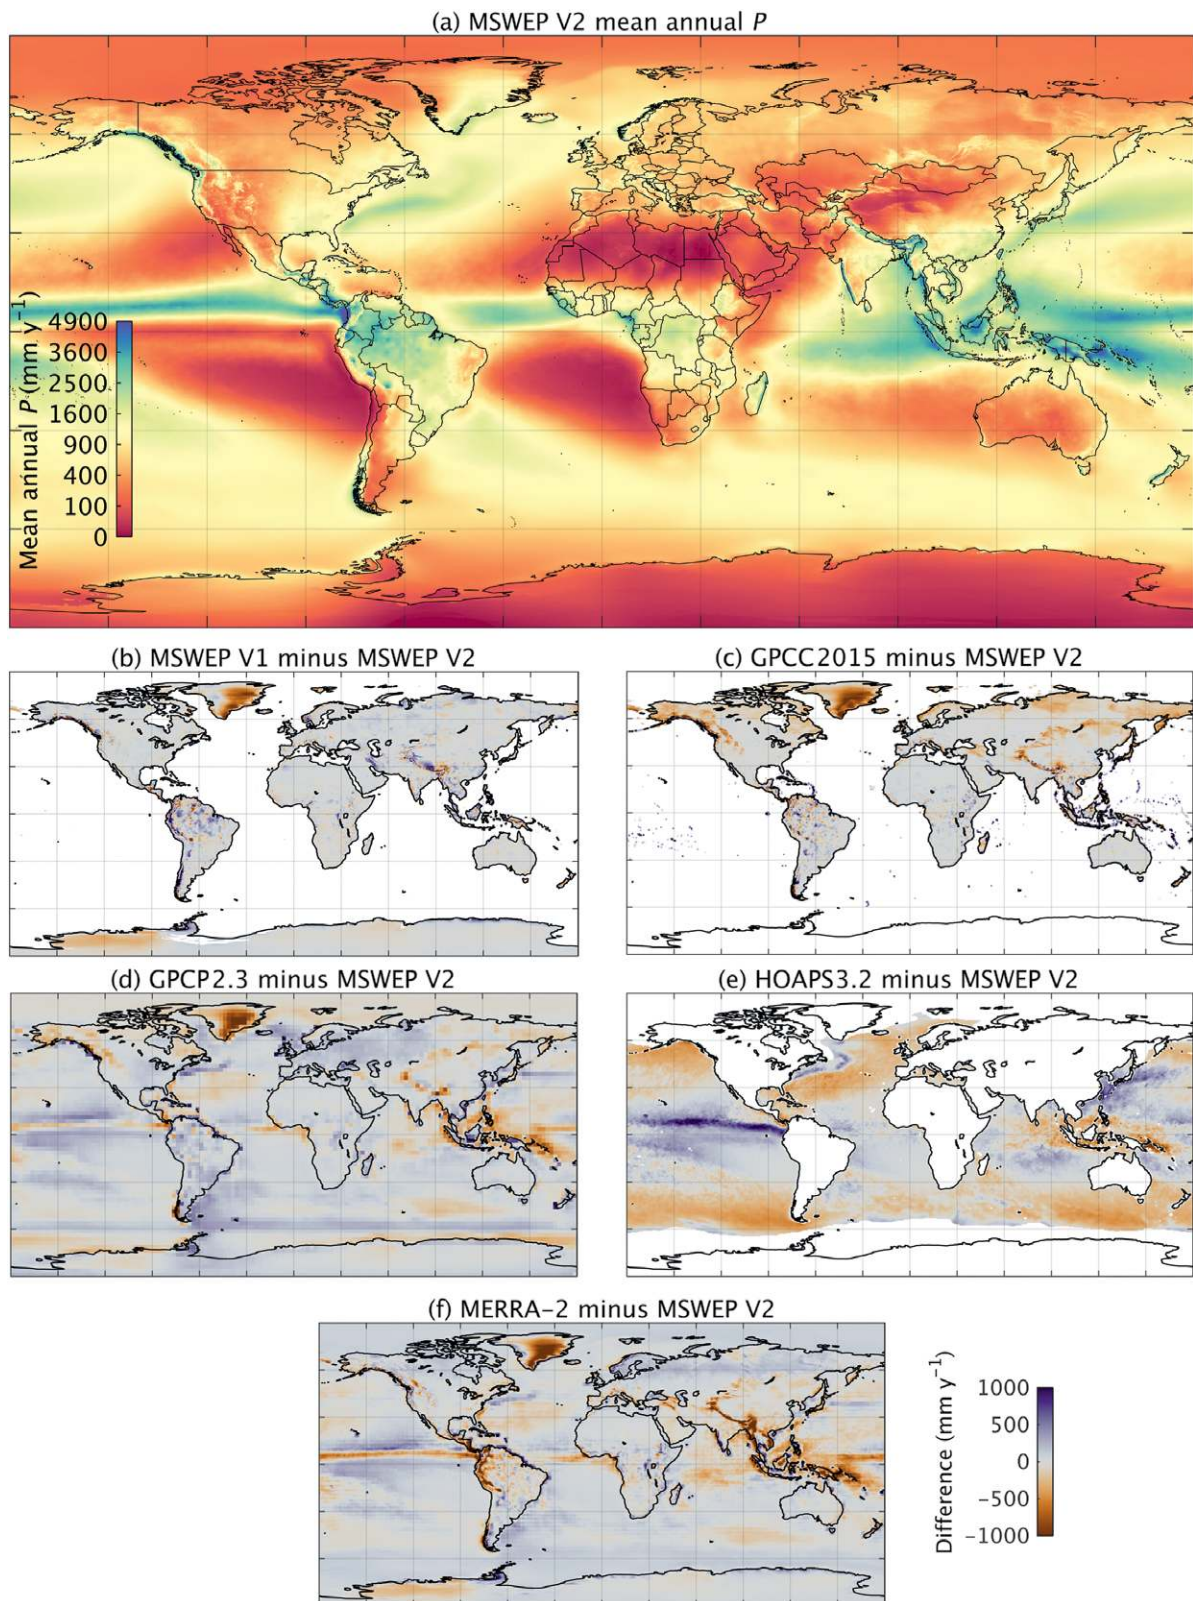 (a) MSWEP V2 mean annual P
Mean annual P (mm y⁻¹)
4900
3600
2500
1600
900
400
100
0
(b) MSWEP V1 minus MSWEP V2
(c) GPCC2015 minus MSWEP V2
(d) GPCP2.3 minus MSWEP V2
(e) HOAPS3.2 minus MSWEP V2
(f) MERRA-2 minus MSWEP V2
Difference (mm y⁻¹)
1000
500
0
-500
-1000